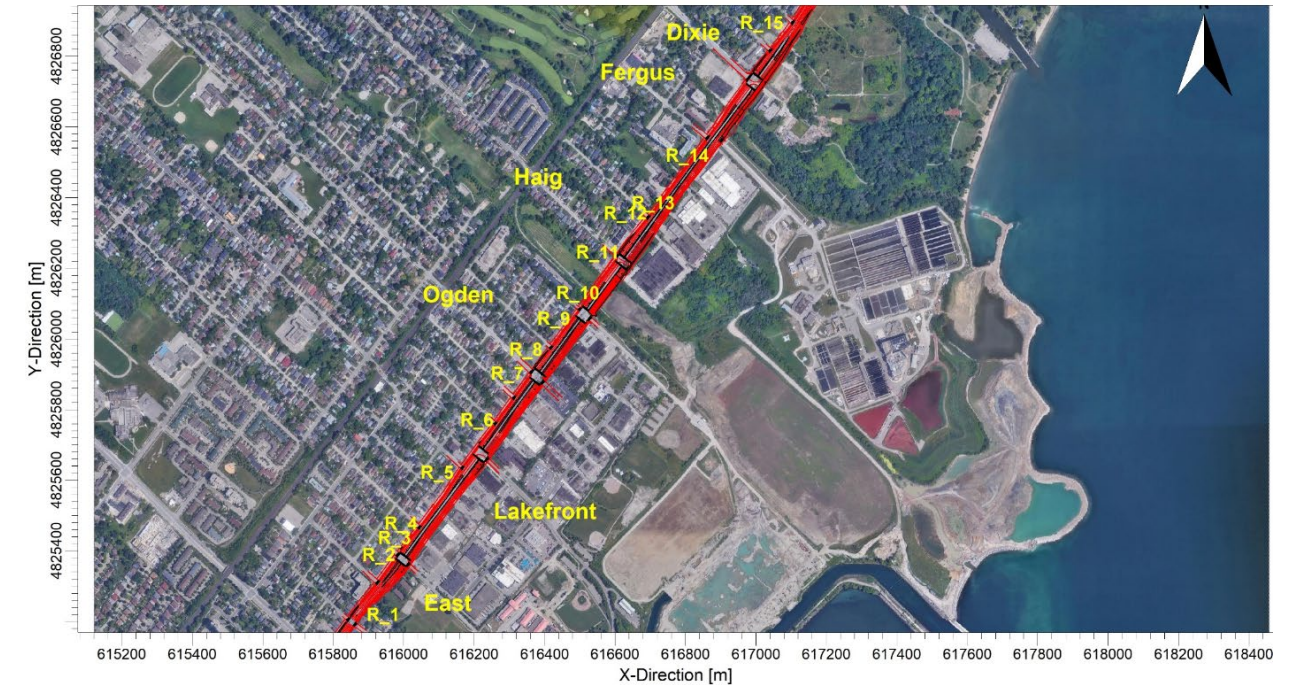 R_15
Dixie
Fergus
R_14
Haig
R_13
R_12
R_11
Ogden
R_10
R_9
R_8
R_7
R_6
R_5
Lakefront
R_4
R_3
R_2
East
R_1
Y-Direction [m]
4826800
4826600
4826400
4826200
4826000
4825800
4825600
4825400
615200 615400 615600 615800 616000 616200 616400 616600 616800 617000 617200 617400 617600 617800 618000 618200 618400
X-Direction [m]